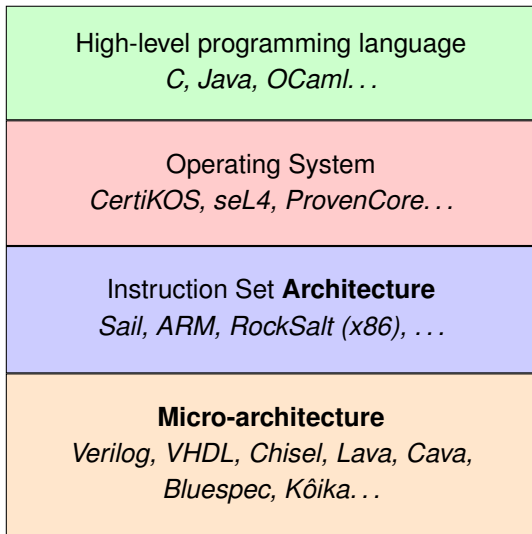 High-level programming language
C, Java, OCaml...
Operating System
CertiKOS, seL4, ProvenCore...
Instruction Set Architecture
Sail, ARM, RockSalt (x86), ...
Micro-architecture
Verilog, VHDL, Chisel, Lava, Cava,
Bluespec, Kôika...